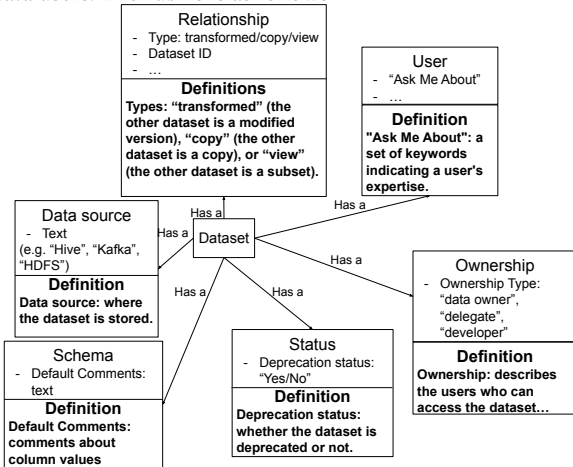 Relationship
- Type: transformed/copy/view
- Dataset ID
- …
Definitions
Types: “transformed” (the
other dataset is a modified
version), “copy” (the other
dataset is a copy), or “view”
(the other dataset is a subset).
User
- “Ask Me About”
- …
Definition
"Ask Me About": a
set of keywords
indicating a user's
expertise.
Data source
- Text
(e.g. “Hive”, “Kafka”,
“HDFS”)
Definition
Data source: where
the dataset is stored.
Has a
Has a
Has a
Dataset
Has a
Has a
Has a
Ownership
- Ownership Type:
“data owner”,
“delegate”,
“developer”
Definition
Ownership: describes
the users who can
access the dataset…
Schema
- Default Comments:
text
Definition
Default Comments:
comments about
column values
Status
- Deprecation status:
“Yes/No”
Definition
Deprecation status:
whether the dataset is
deprecated or not.